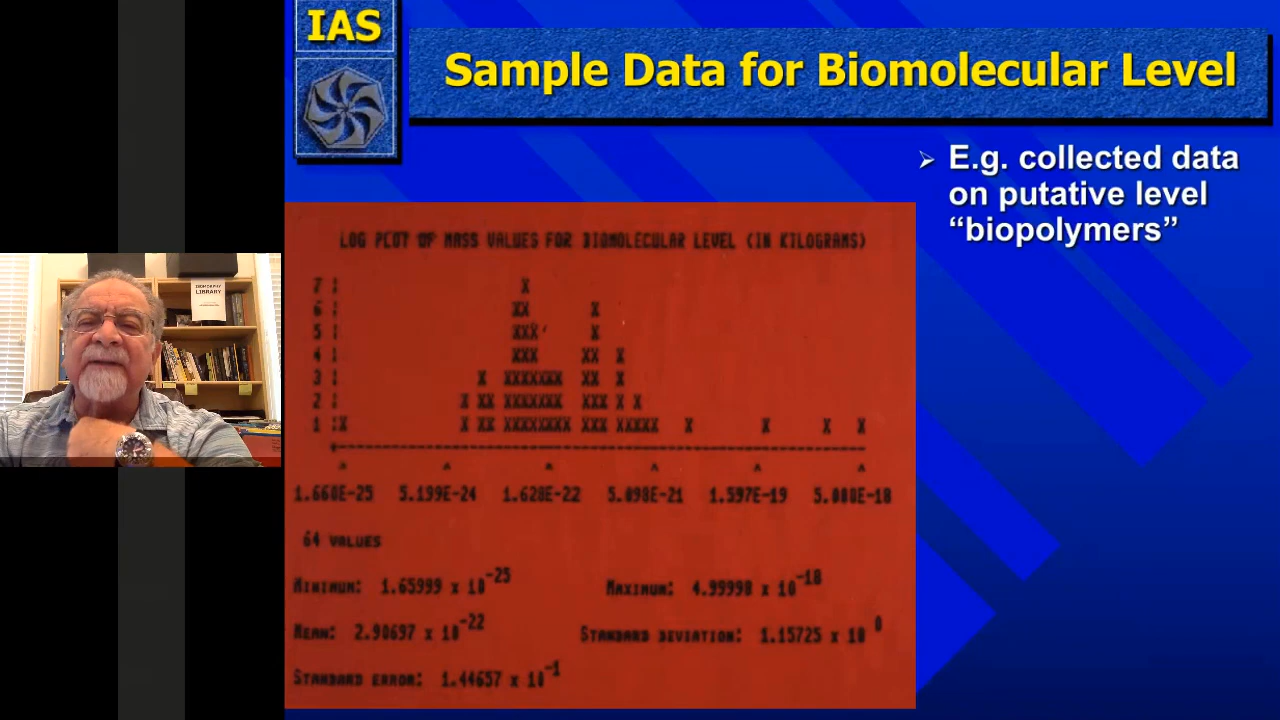 IAS
Sample Data for Biomolecular Level
➢ E.g. collected data
on putative level
“biopolymers”
LIBRARY
LOG PLOT OF MASS VALUES FOR BIOMOLECULAR LEVEL (IN KILOGRAMS)
7
6
5
4
3
2
1
1.660E-25 5.199E-24 1.628E-22 5.098E-21 1.597E-19 5.000E-18
64 VALUES
MINIMUM: 1.65999 x 10^-25 MAXIMUM: 4.99998 x 10^-18
MEAN: 2.90697 x 10^-22 STANDARD DEVIATION: 1.15725 x 10^0
STANDARD ERROR: 1.44657 x 10^-1